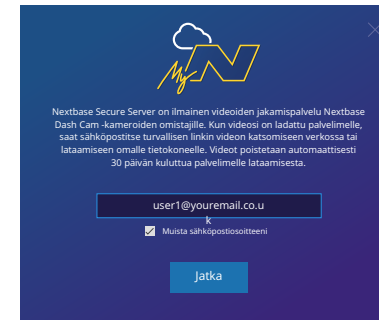 My N
Nextbase Secure Server on ilmainen videoiden jakamispalvelu Nextbase
Dash Cam -kameroiden omistajille. Kun videosi on ladattu palvelimelle,
saat sähköpostitse turvallisen linkin videon katsomiseen verkossa tai
lataamiseen omalle tietokoneelle. Videot poistetaan automaattisesti
30 päivän kuluttua palvelimelle lataamisesta.
user1@youremail.co.u
k
Muista sähköpostiosoitteeni
Jatka